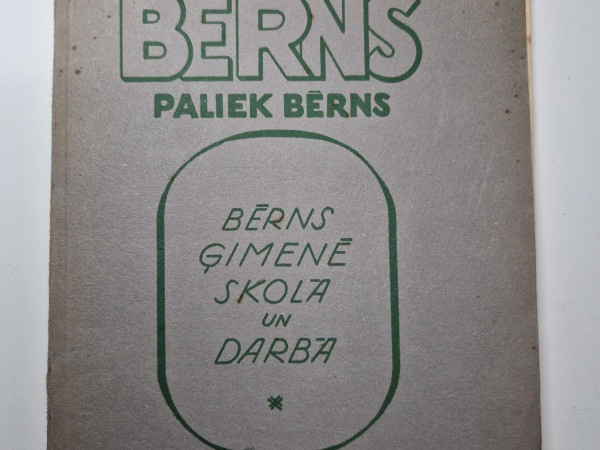 BĒRNS
PALIEK BĒRNS
BĒRNS
ĢIMENĒ
SKOLĀ
UN
DARBĀ